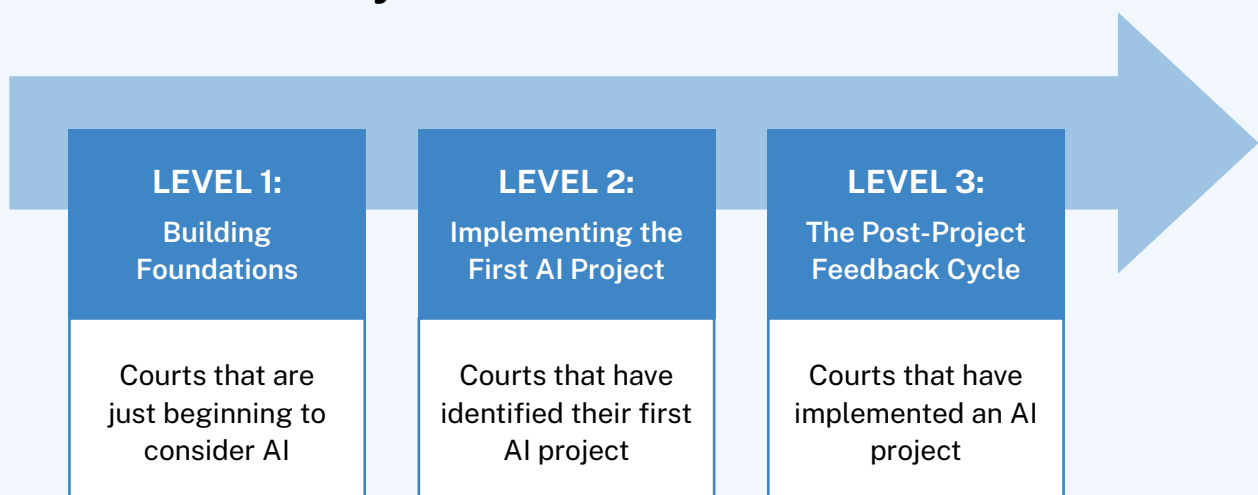 LEVEL 1:
Building
Foundations
Courts that are
just beginning to
consider AI
LEVEL 2:
Implementing the
First AI Project
Courts that have
identified their first
AI project
LEVEL 3:
The Post-Project
Feedback Cycle
Courts that have
implemented an AI
project